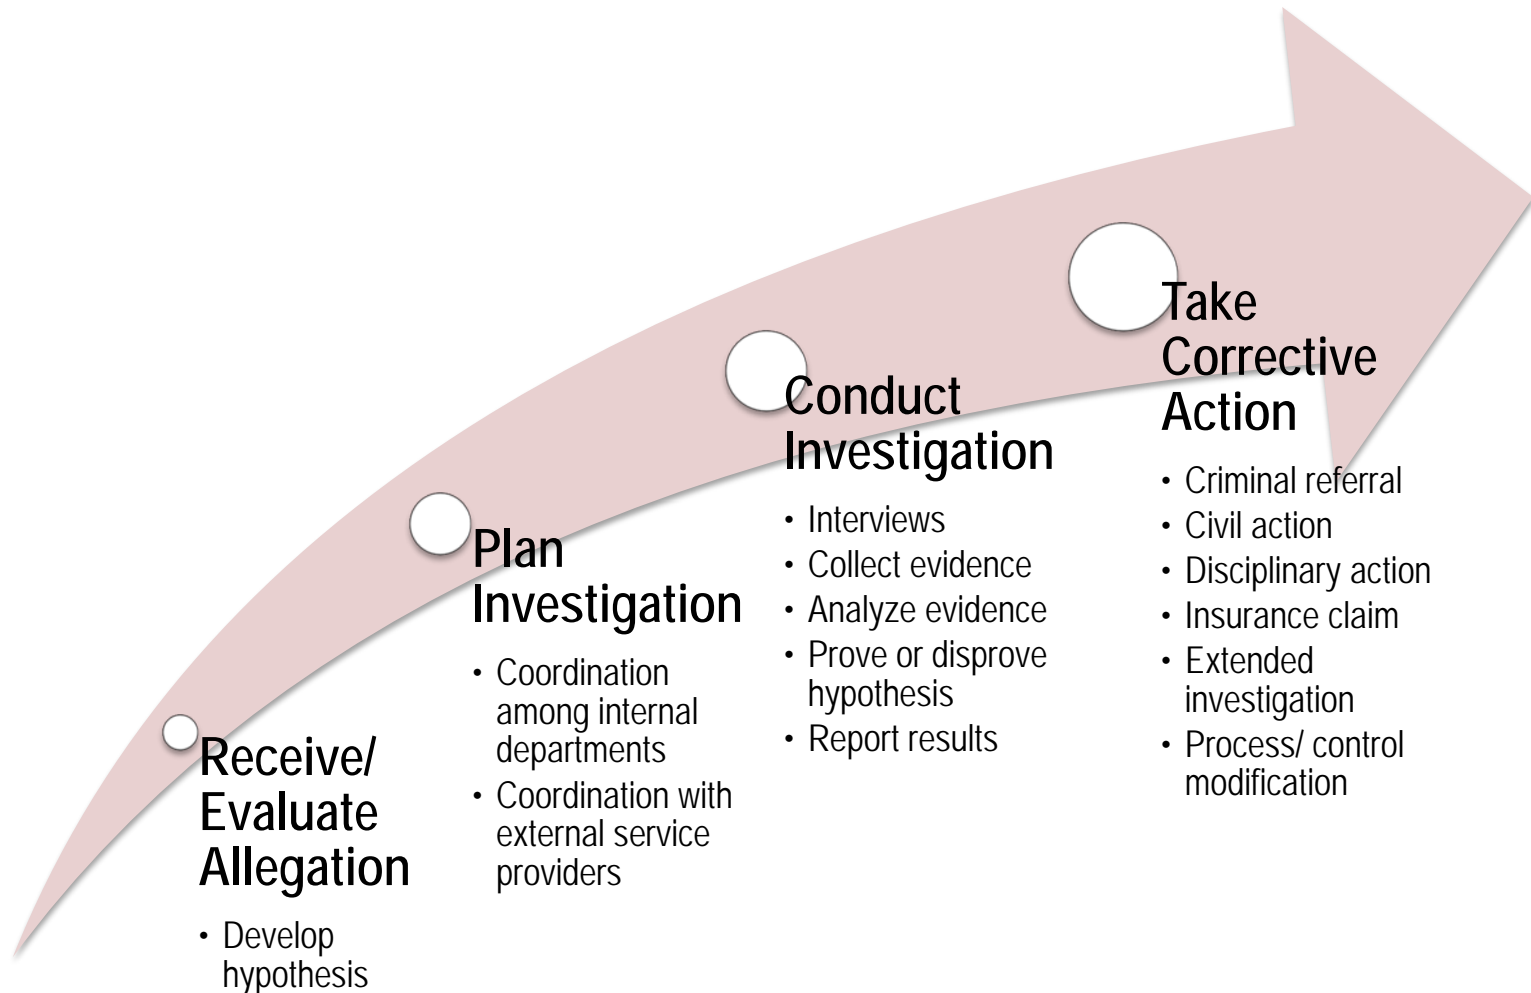 Receive/
Evaluate
Allegation
• Develop
hypothesis
Plan
Investigation
• Coordination
among internal
departments
• Coordination with
external service
providers
Conduct
Investigation
• Interviews
• Collect evidence
• Analyze evidence
• Prove or disprove
hypothesis
• Report results
Take
Corrective
Action
• Criminal referral
• Civil action
• Disciplinary action
• Insurance claim
• Extended
investigation
• Process/ control
modification